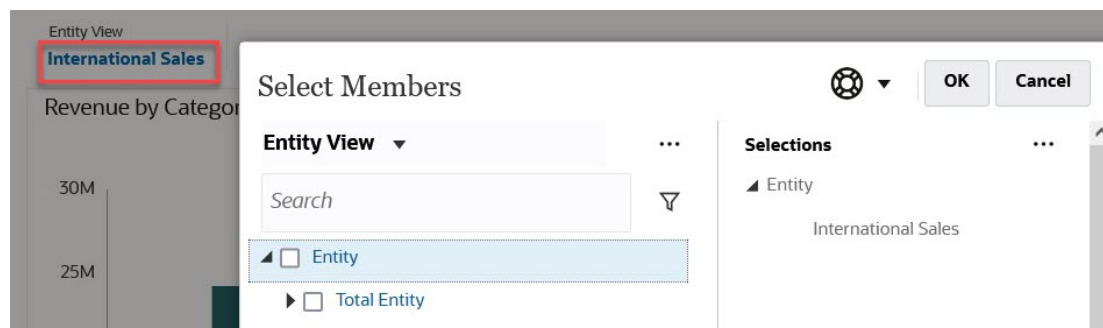 Entity View
International Sales
Revenue by Categor
30M
25M
Select Members
OK
Cancel
Entity View
...
Search
Entity
Total Entity
Selections
...
Entity
International Sales